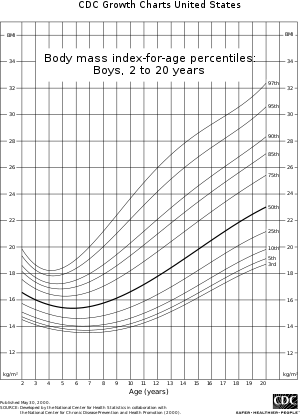 CDC Growth Charts United States
BMI BMI
Body mass index-for-age percentiles:
Boys, 2 to 20 years
97th
34 34
32 32
95th
30 30
90th
28 28
85th
26 26
75th
24 24
50th
22 22
25th
20 20
10th
5th
3rd
18 18
16 16
14 14
12 12
kg/m² kg/m²
2 3 4 5 6 7 8 9 10 11 12 13 14 15 16 17 18 19 20
Age (years)
Published May 30, 2000.
SOURCE: Developed by the National Center for Health Statistics in collaboration with
the National Center for Chronic Disease Prevention and Health Promotion (2000).
CDC
SAFER·HEALTHIER·PEOPLE